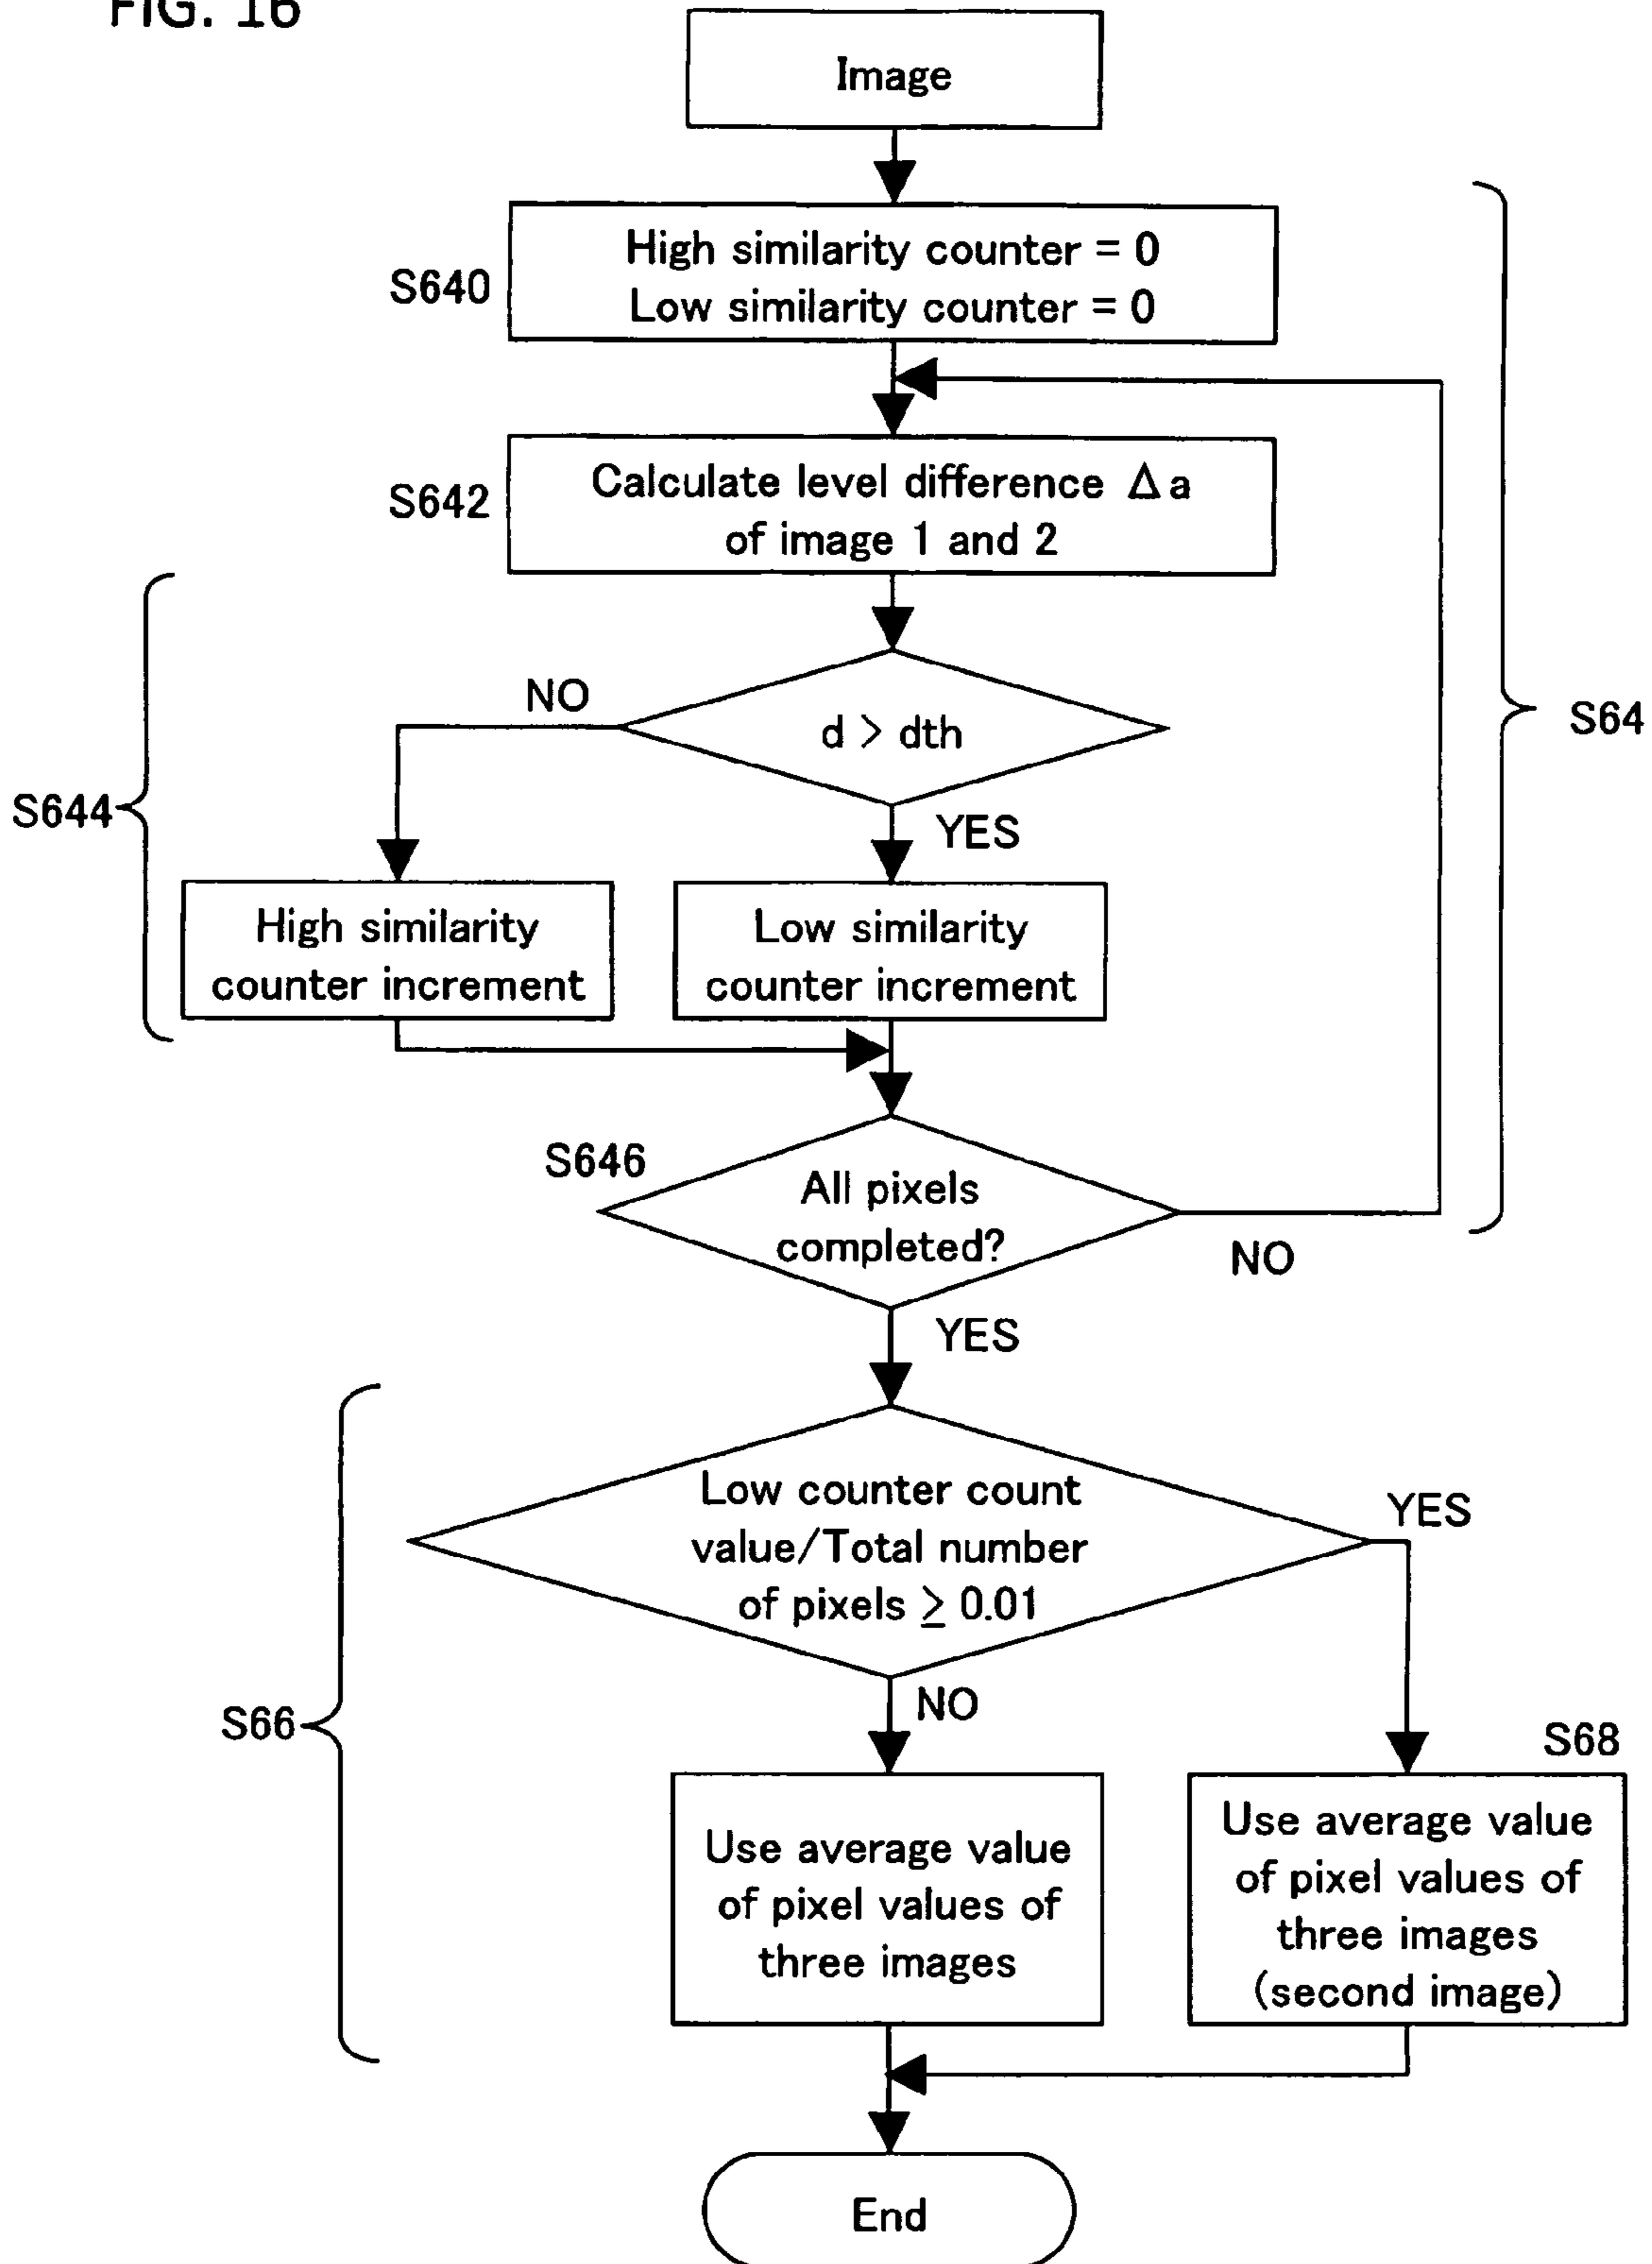 FIG. 16
Image
S640
High similarity counter = 0
Low similarity counter = 0
S642
Calculate level difference Δa
of image 1 and 2
S64
S644
NO
d > dth
YES
High similarity
counter increment
Low similarity
counter increment
S646
All pixels
completed?
NO
YES
S66
Low counter count
value/Total number
of pixels ≥ 0.01
YES
NO
S68
Use average value
of pixel values of
three images
Use average value
of pixel values of
three images
(second image)
End